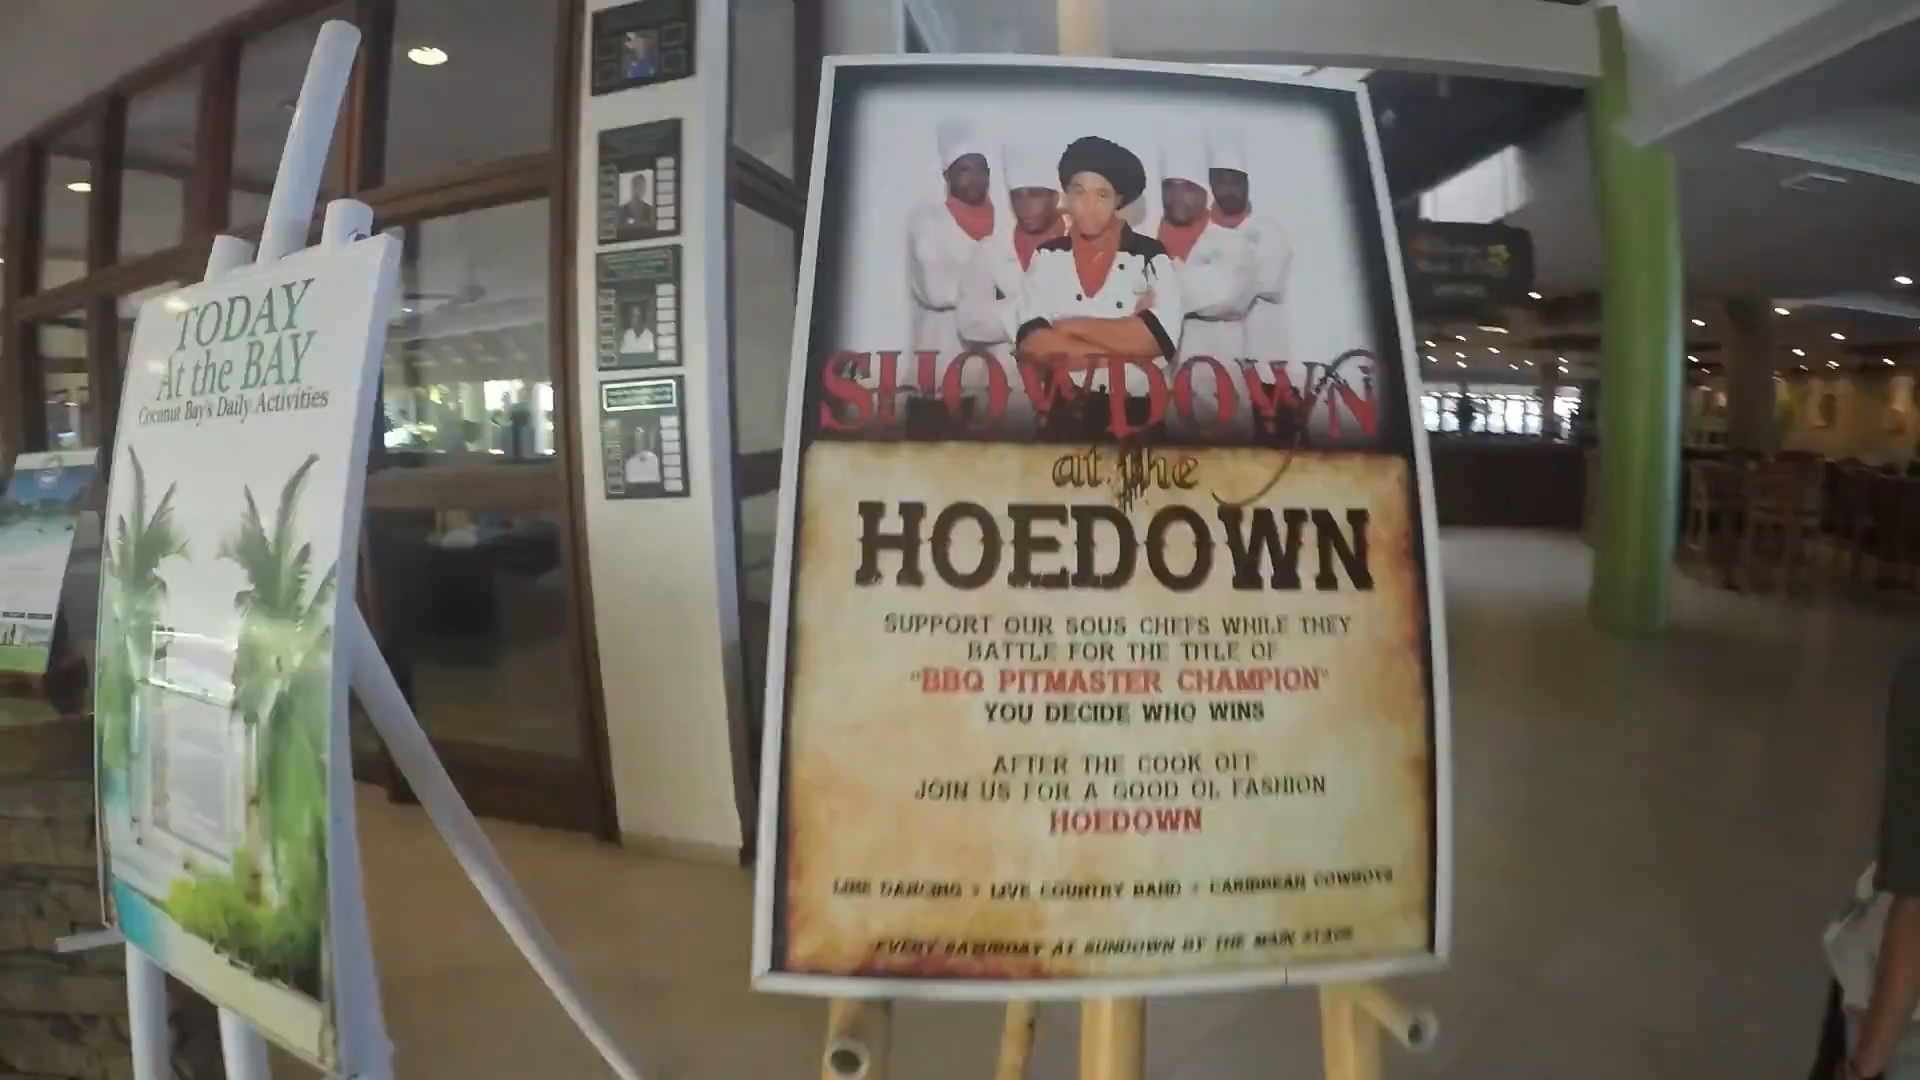 TODAY
At the BAY
Coconut Bay's Daily Activities
SHOWDOWN
at the
HOEDOWN
SUPPORT OUR SOUS CHEFS WHILE THEY
BATTLE FOR THE TITLE OF
"BBQ PITMASTER CHAMPION"
YOU DECIDE WHO WINS
AFTER THE COOK OFF
JOIN US FOR A GOOD OL FASHION
HOEDOWN
LINE DANCING • LIVE COUNTRY BAND • CARIBBEAN COWBOYS
EVERY SATURDAY AT SUNDOWN BY THE MAIN STAGE